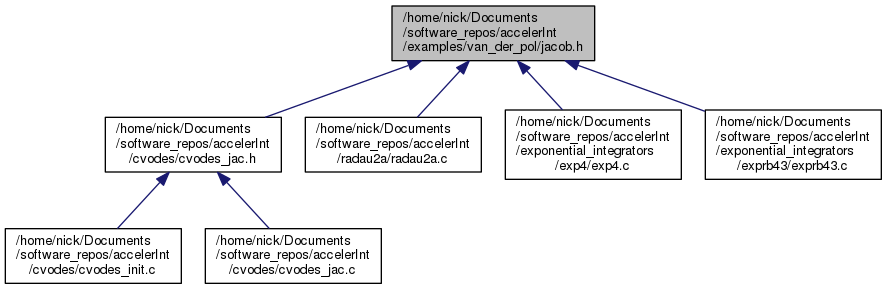 /home/nick/Documents
/software_repos/accelerInt
/examples/van_der_pol/jacob.h
/home/nick/Documents
/software_repos/accelerInt
/cvodes/cvodes_jac.h
/home/nick/Documents
/software_repos/accelerInt
/radau2a/radau2a.c
/home/nick/Documents
/software_repos/accelerInt
/exponential_integrators
/exp4/exp4.c
/home/nick/Documents
/software_repos/accelerInt
/exponential_integrators
/exprb43/exprb43.c
/home/nick/Documents
/software_repos/accelerInt
/cvodes/cvodes_init.c
/home/nick/Documents
/software_repos/accelerInt
/cvodes/cvodes_jac.c